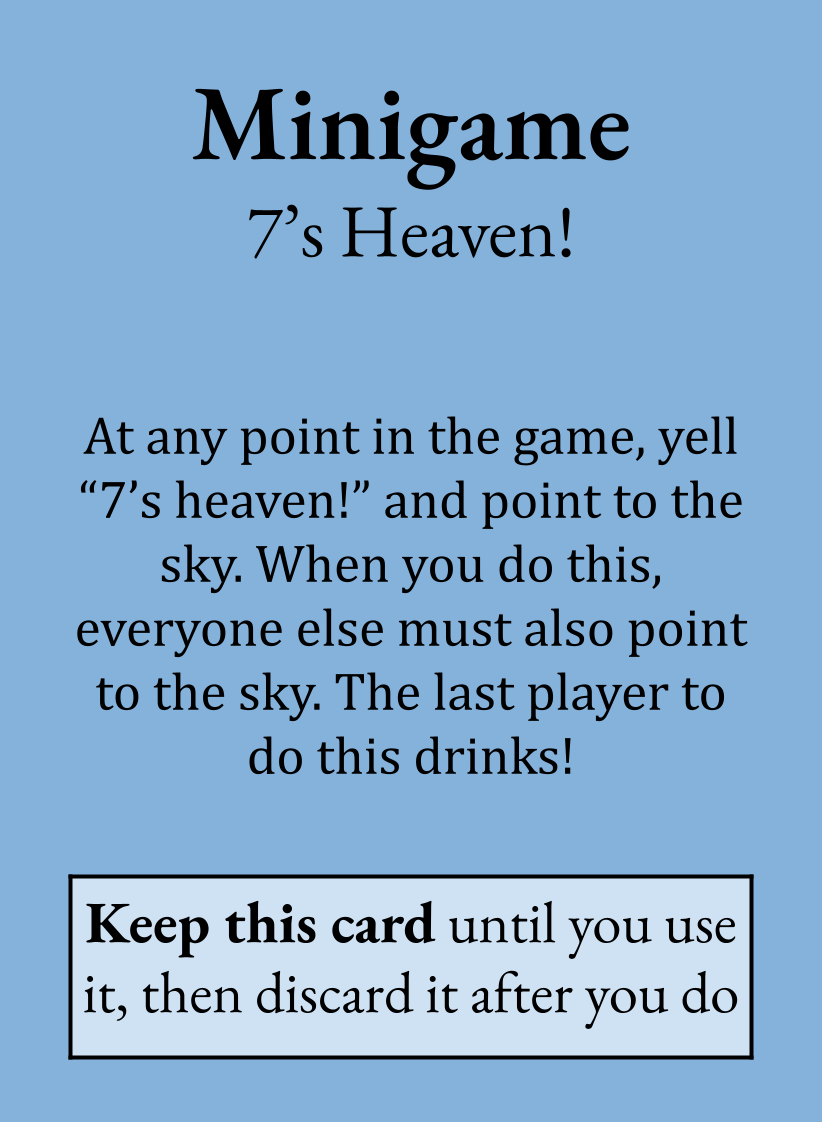 Minigame
7’s Heaven!
At any point in the game, yell
“7’s heaven!” and point to the
sky. When you do this,
everyone else must also point
to the sky. The last player to
do this drinks!
Keep this card until you use
it, then discard it after you do